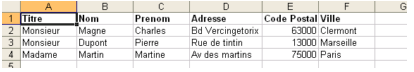 A B C D E F G
1 Titre Nom Prenom Adresse Code Postal Ville
2 Monsieur Magne Charles Bd Vercingetorix 63000 Clermont
3 Monsieur Dupont Pierre Rue de tintin 13000 Marseille
4 Madame Martin Martine Av des martins 75000 Paris
5